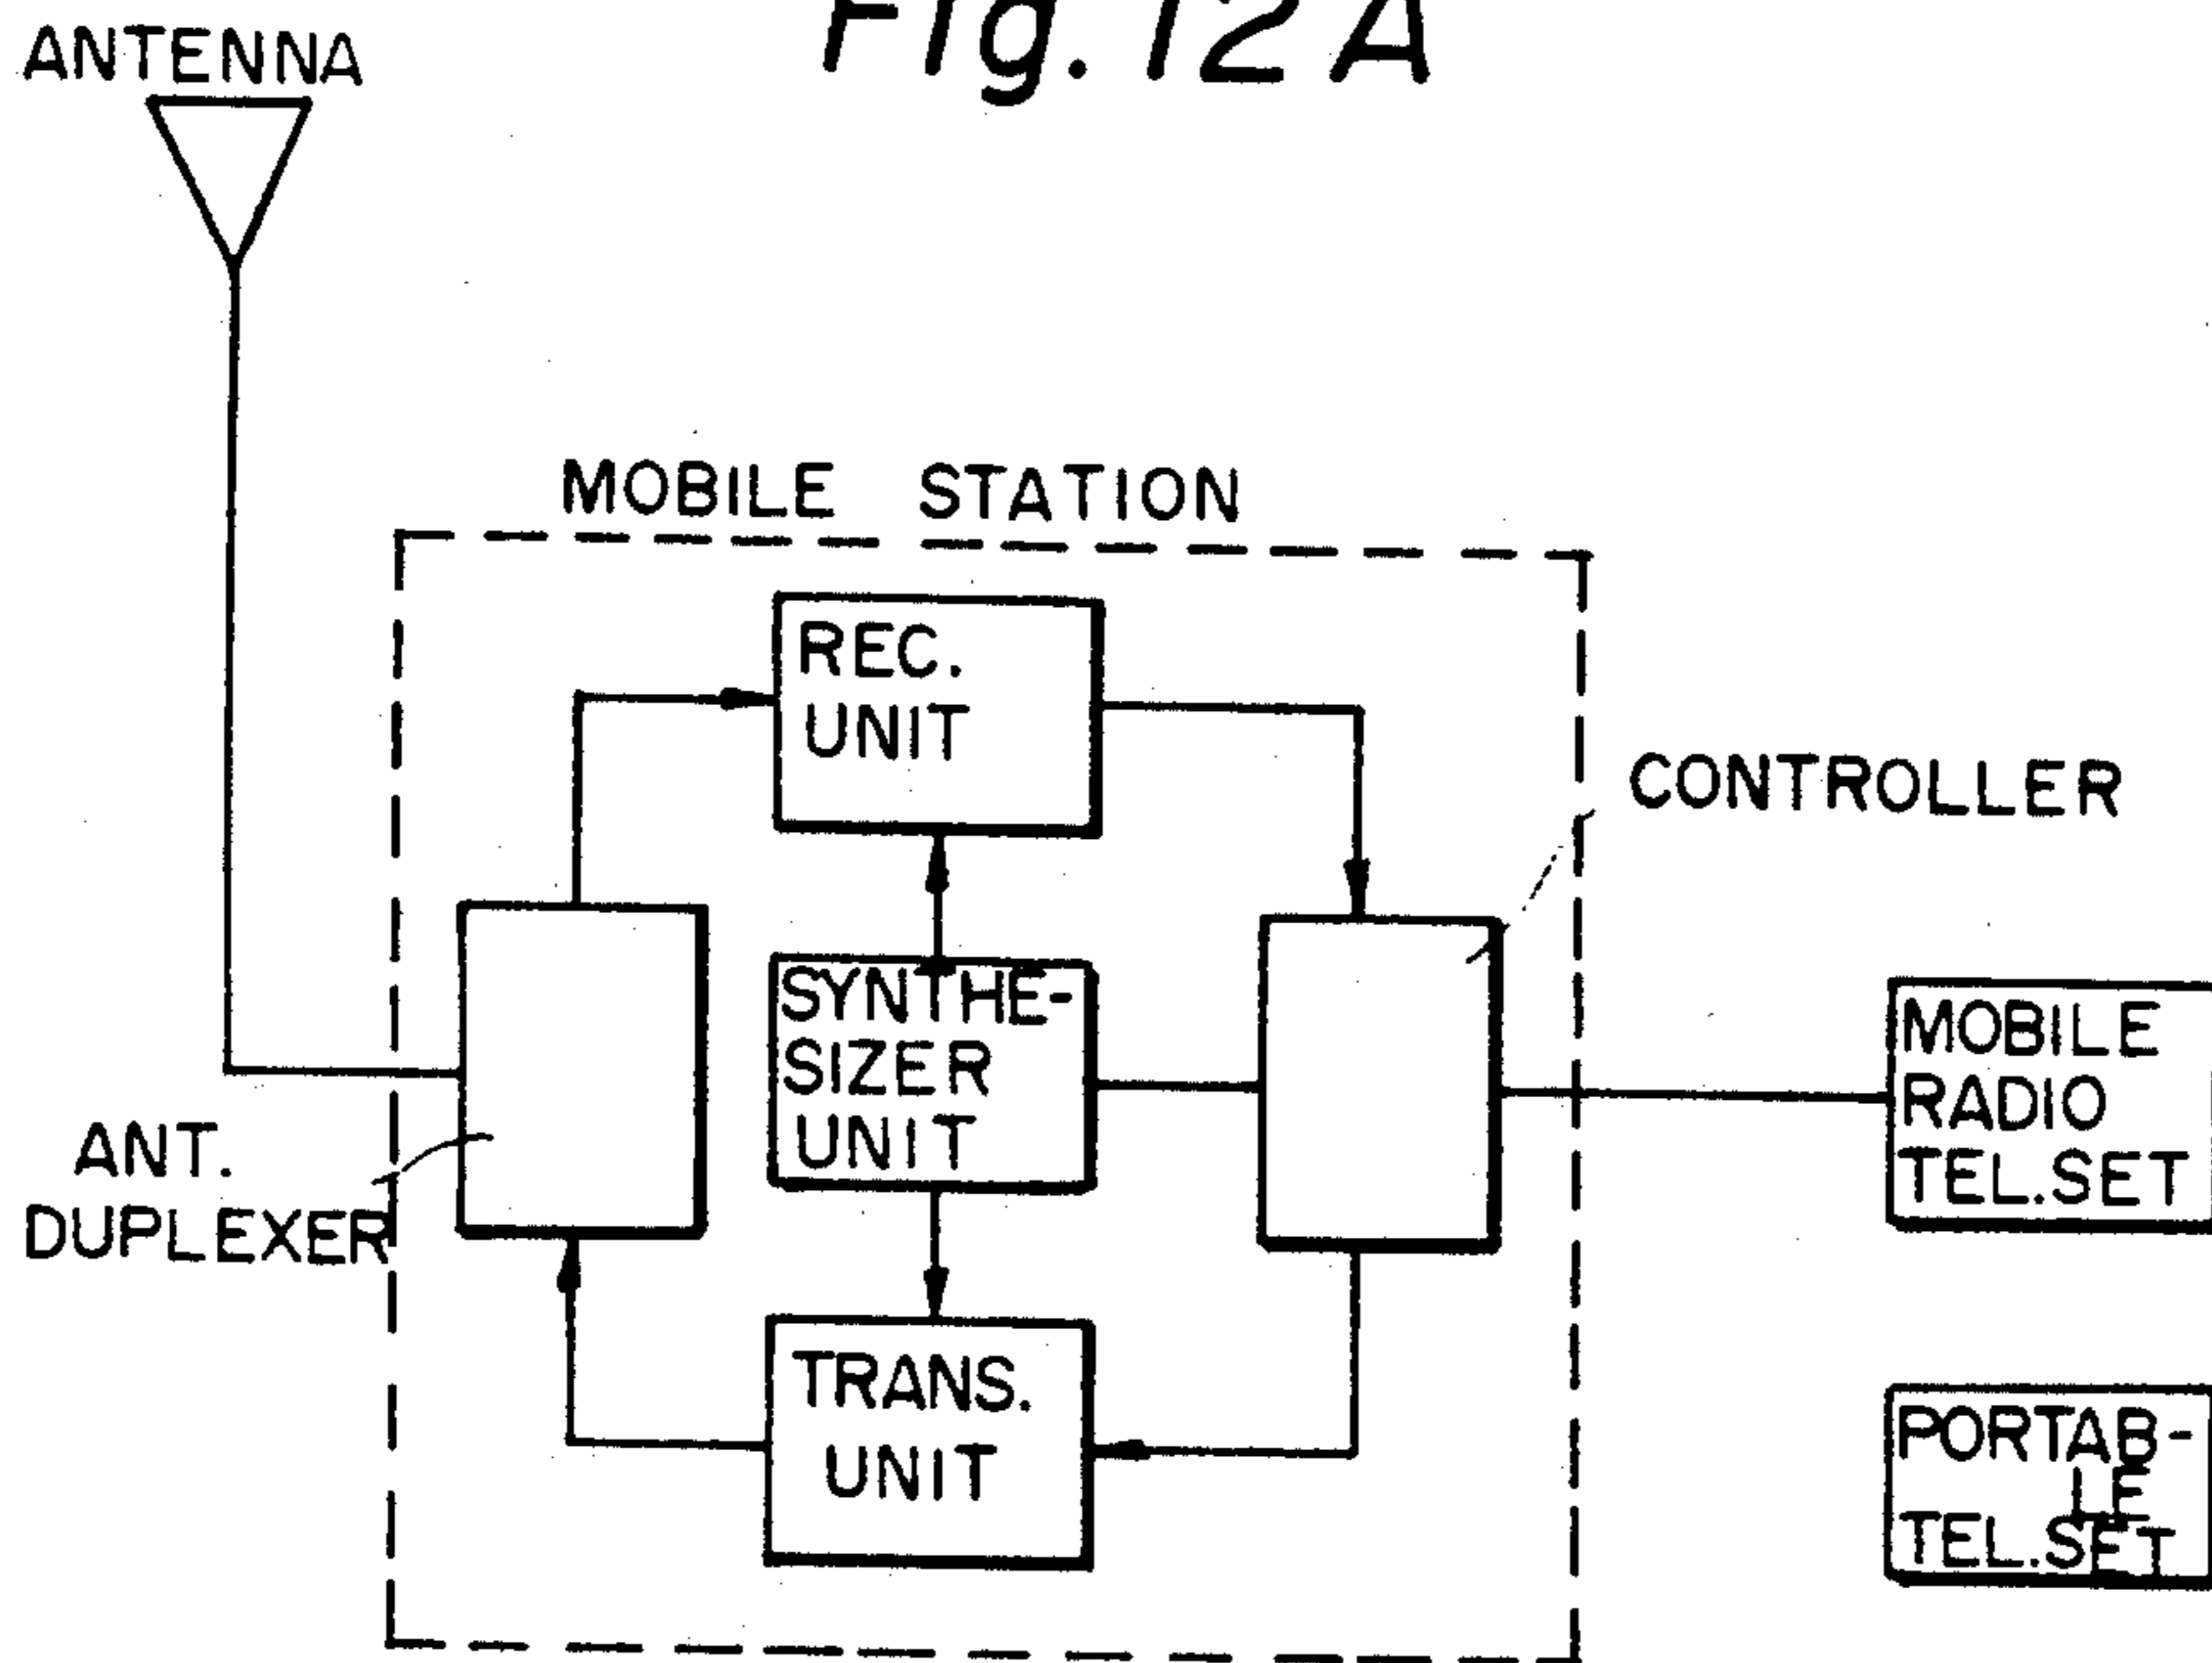 Fig. 12A
ANTENNA
MOBILE STATION
REC.
UNIT
CONTROLLER
SYNTHE-
SIZER
UNIT
MOBILE
RADIO
TEL.SET
ANT.
DUPLEXER
TRANS.
UNIT
PORTAB-
LE
TEL.SET